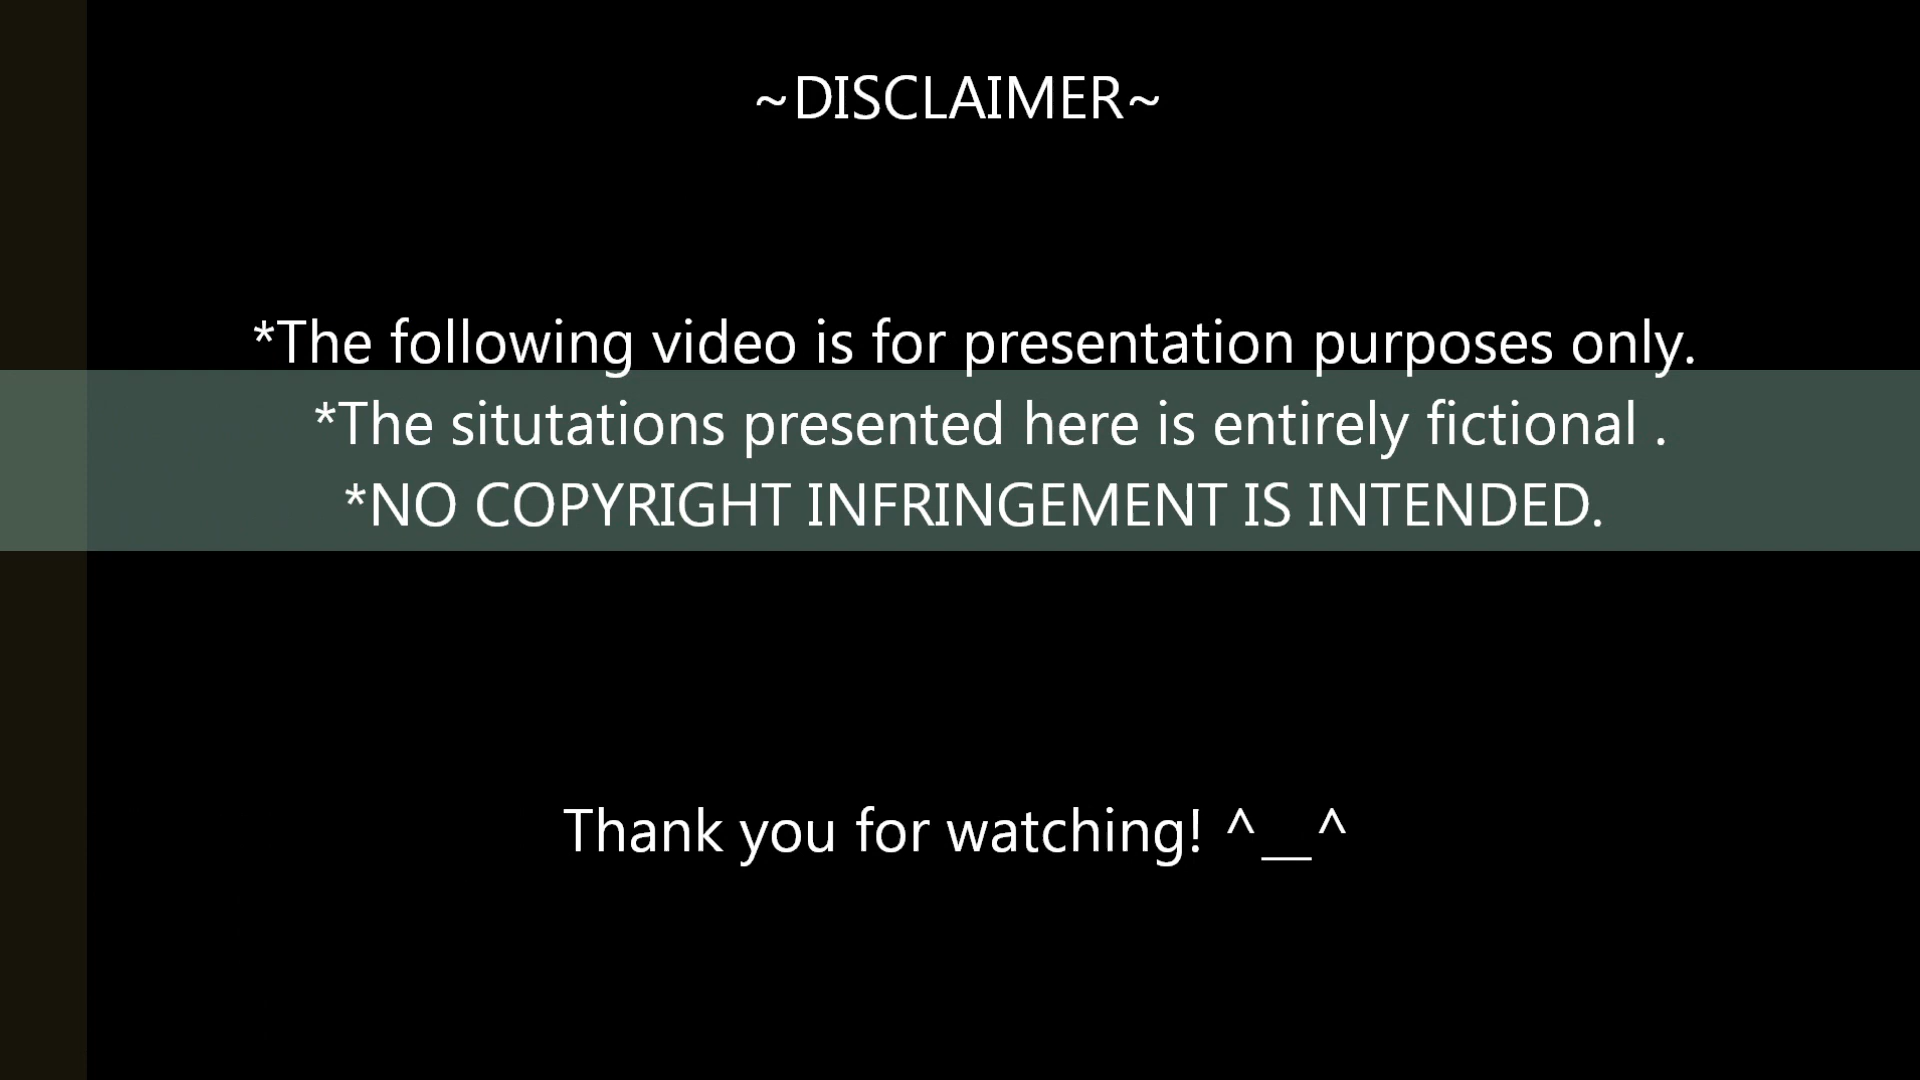 ~DISCLAIMER~
*The following video is for presentation purposes only.
*The situtations presented here is entirely fictional .
*NO COPYRIGHT INFRINGEMENT IS INTENDED.
Thank you for watching! ^__^